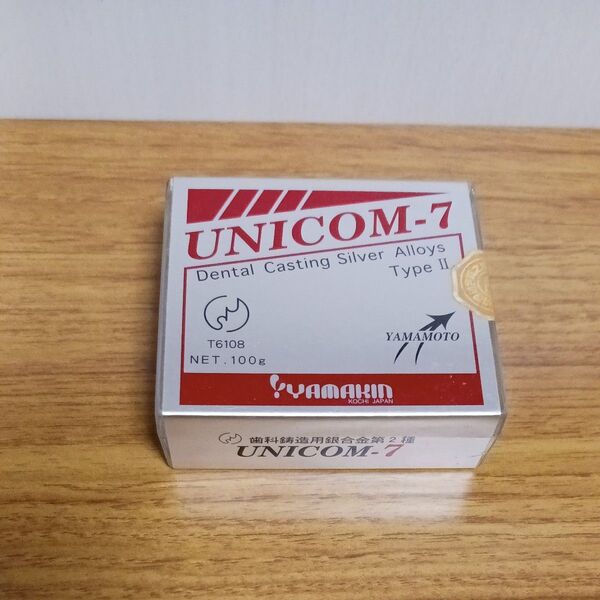 UNICOM-7
Dental Casting Silver Alloys
Type II
T6108
NET.100g
YAMAMOTO
YAMAKIN
KOCHI JAPAN
歯科鋳造用銀合金第2種
UNICOM-7